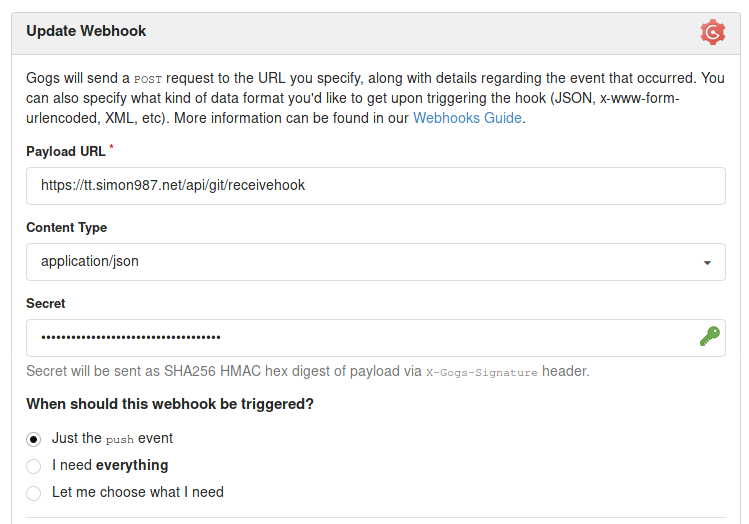 Update Webhook
Gogs will send a POST request to the URL you specify, along with details regarding the event that occurred. You
can also specify what kind of data format you'd like to get upon triggering the hook (JSON, x-www-form-
urlencoded, XML, etc). More information can be found in our Webhooks Guide.
Payload URL *
https://tt.simon987.net/api/git/receivehook
Content Type
application/json
Secret
••••••••••••••••••••••••••••••••••••
Secret will be sent as SHA256 HMAC hex digest of payload via X-Gogs-Signature header.
When should this webhook be triggered?
Just the push event
I need everything
Let me choose what I need